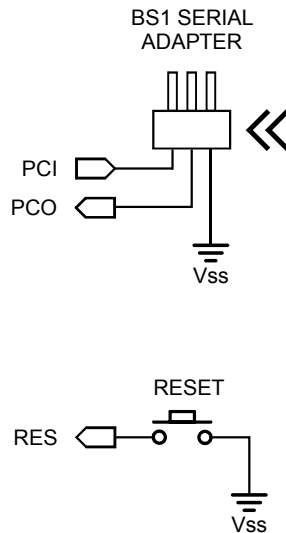 BS1 SERIAL
ADAPTER
PCI
PCO
Vss
RESET
RES
Vss